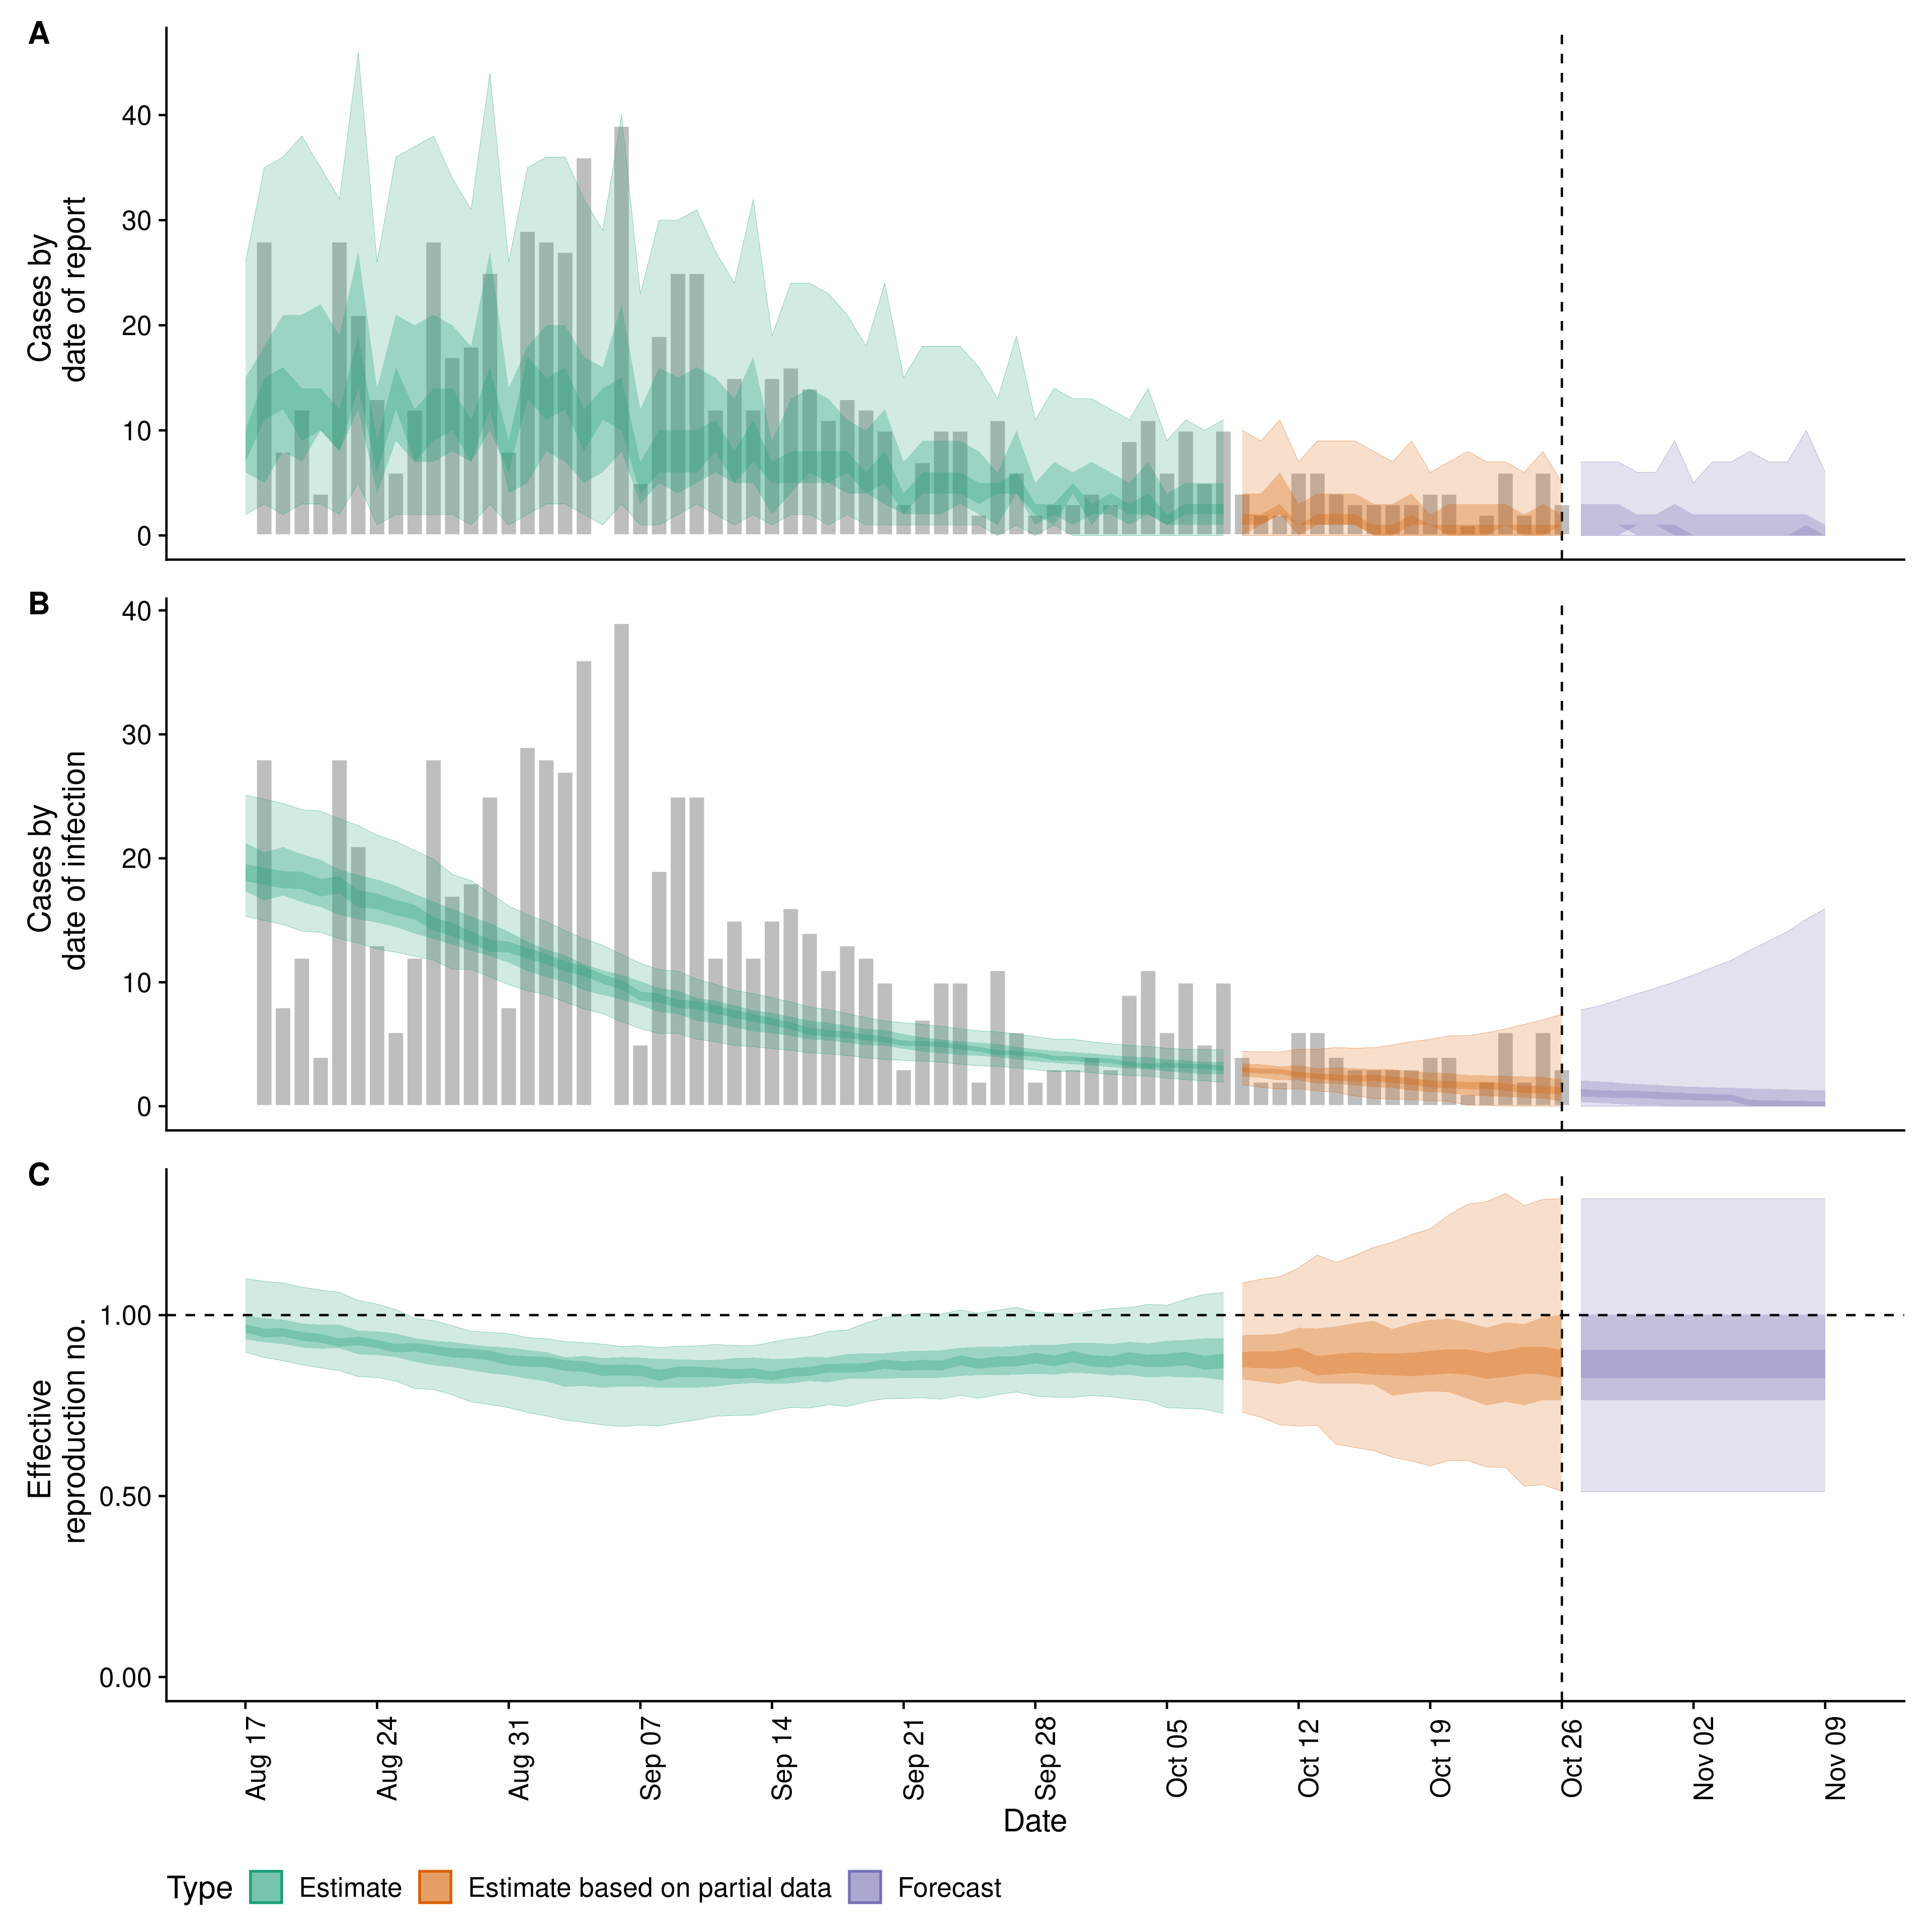 A
Cases by
date of report
40
30
20
10
0
B
Cases by
date of infection
40
30
20
10
0
C
Effective
reproduction no.
1.00
0.50
0.00
Aug 17
Aug 24
Aug 31
Sep 07
Sep 14
Sep 21
Sep 28
Oct 05
Oct 12
Oct 19
Oct 26
Nov 02
Nov 09
Date
Type Estimate Estimate based on partial data Forecast